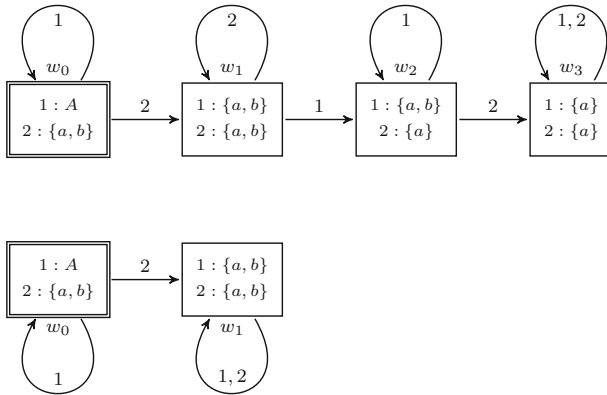 1 2 1 1, 2
w₀ w₁ w₂ w₃
1 : A 1 : {a, b} 1 : {a, b} 1 : {a}
2 1 2
2 : {a, b} 2 : {a, b} 2 : {a} 2 : {a}
1 : A 1 : {a, b}
2
2 : {a, b} 2 : {a, b}
w₀ w₁
1 1, 2